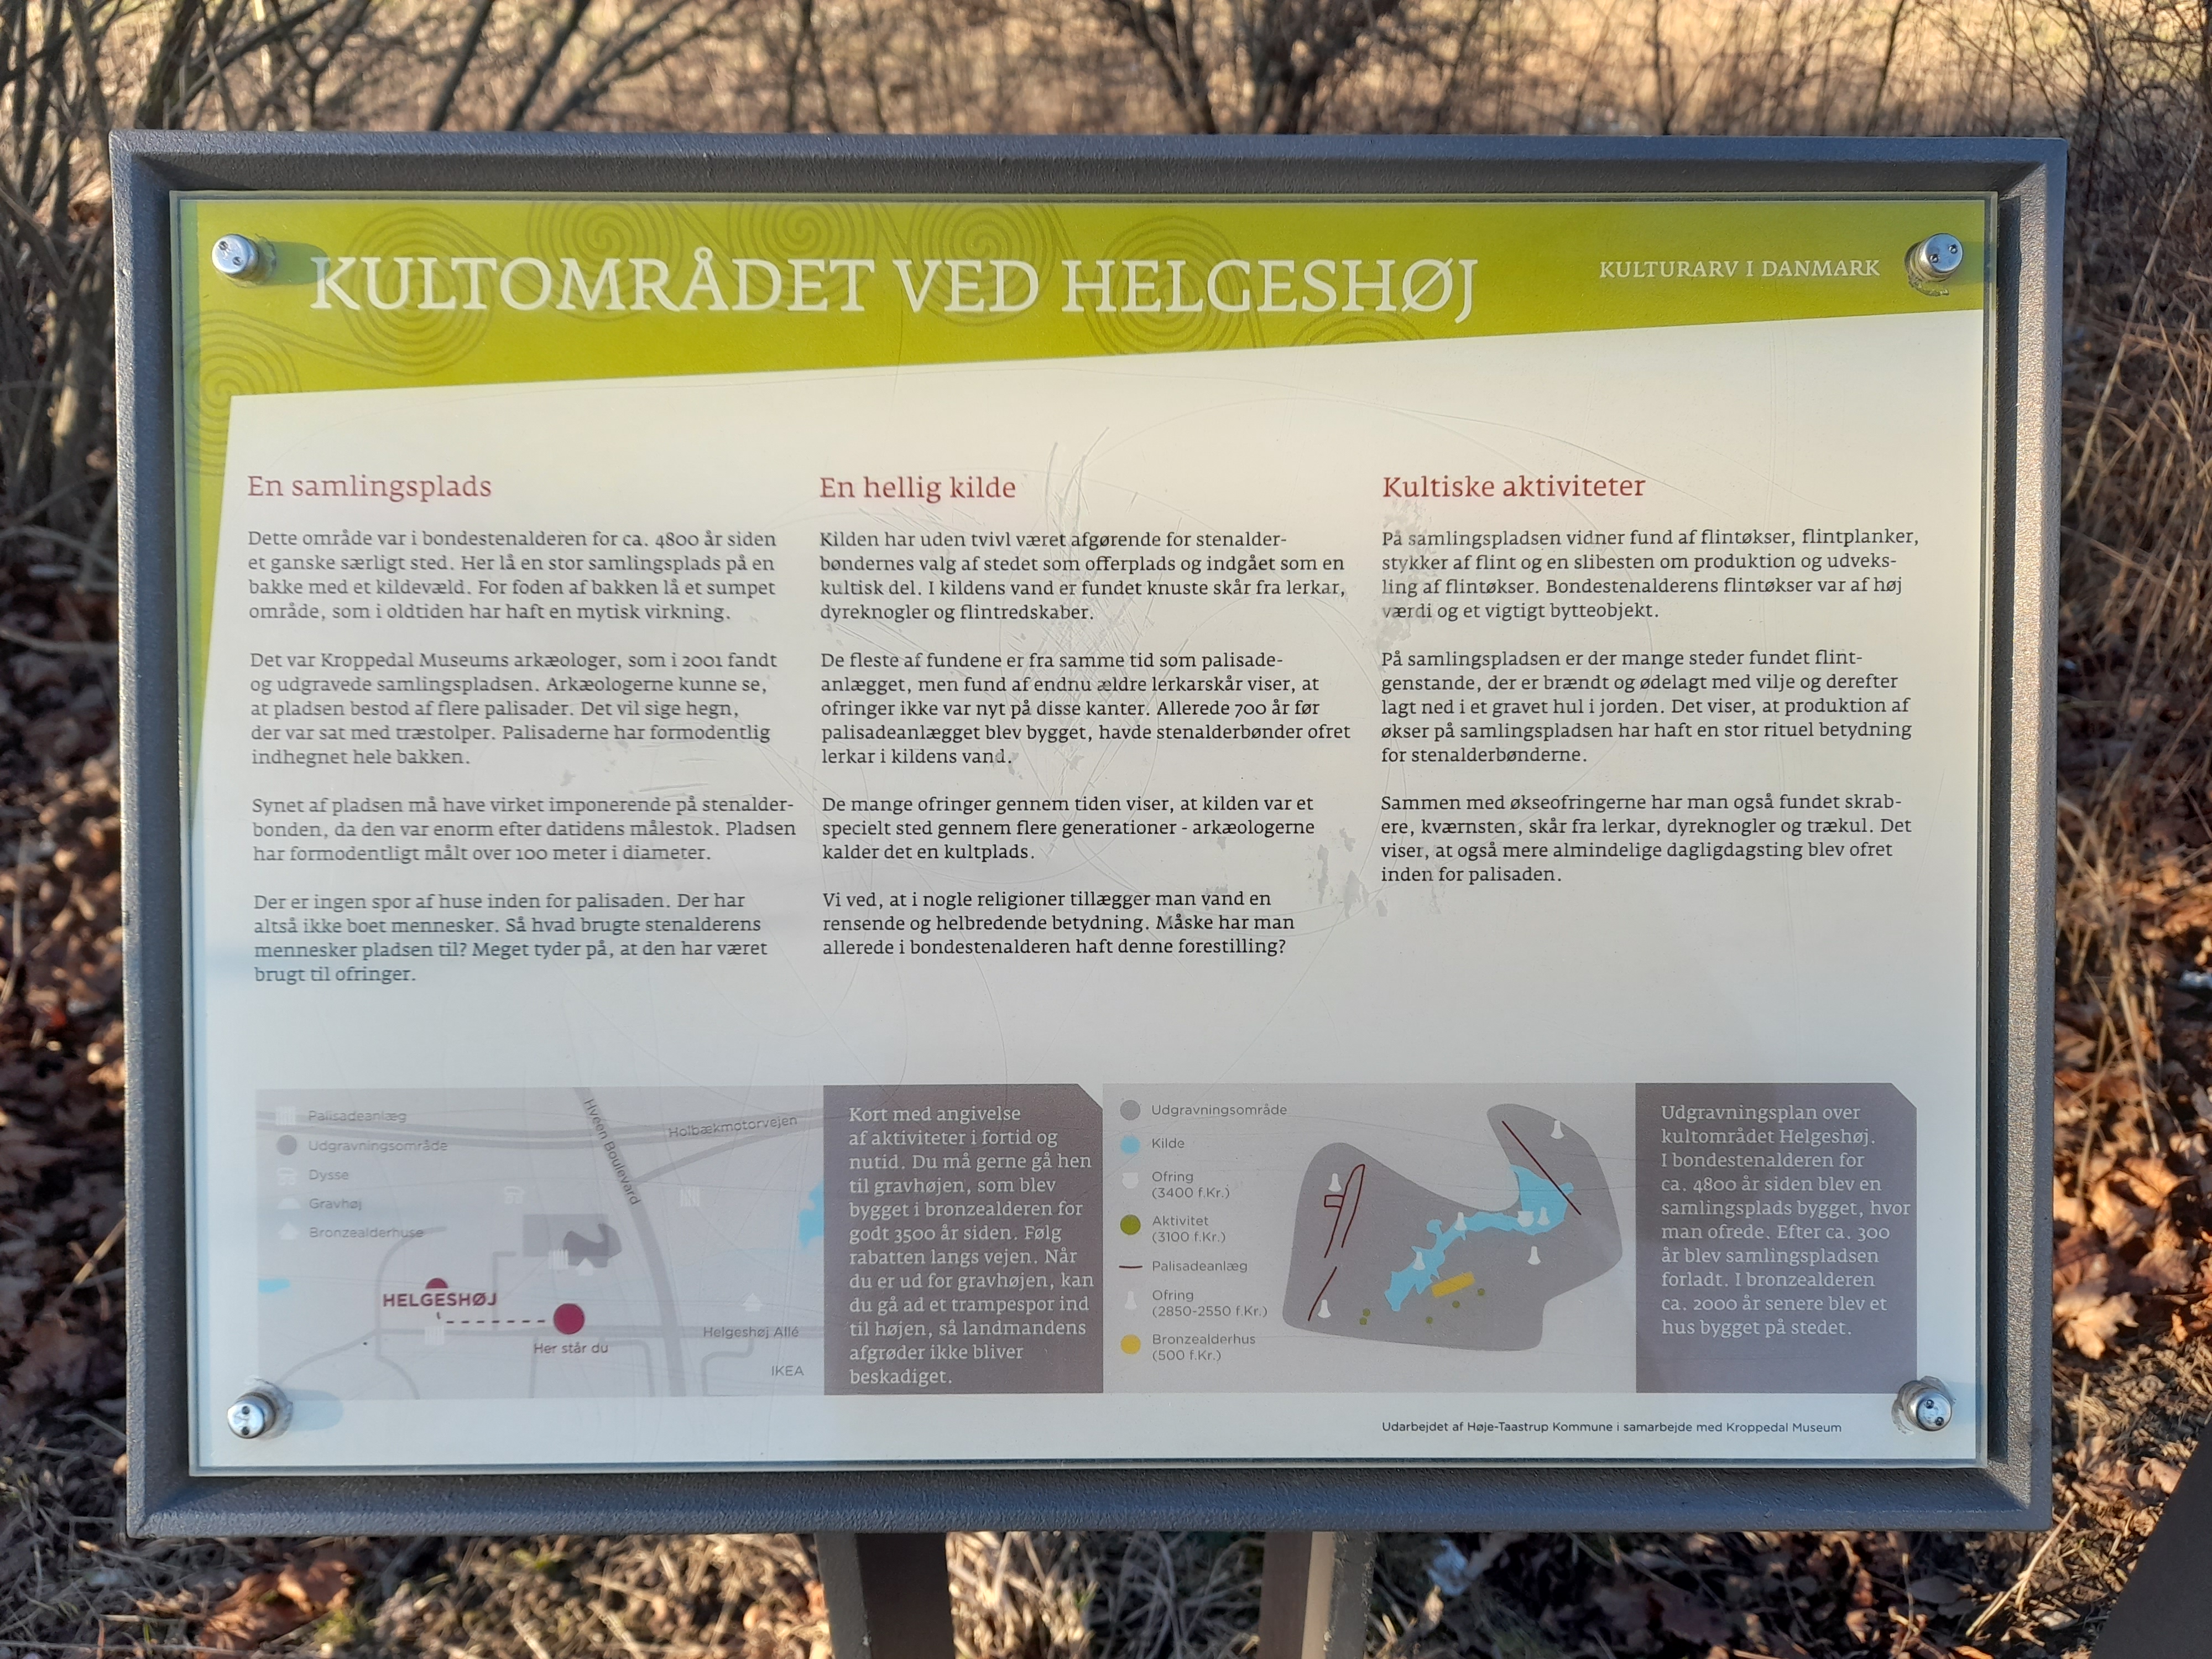 KULTOMRÅDET VED HELGESHØJ
KULTURARV I DANMARK
En samlingsplads
Dette område var i bondestenalderen for ca. 4800 år siden
et ganske særligt sted. Her lå en stor samlingsplads på en
bakke med et kildevæld. For foden af bakken lå et sumpet
område, som i oldtiden har haft en mytisk virkning.
Det var Kroppedal Museums arkæologer, som i 2001 fandt
og udgravede samlingspladsen. Arkæologerne kunne se,
at pladsen bestod af flere palisader. Det vil sige hegn,
der var sat med træstolper. Palisaderne har formodentlig
indhegnet hele bakken.
Synet af pladsen må have virket imponerende på stenalder-
bonden, da den var enorm efter datidens målestok. Pladsen
har formodentligt målt over 100 meter i diameter.
Der er ingen spor af huse inden for palisaden. Der har
altså ikke boet mennesker. Så hvad brugte stenalderens
mennesker pladsen til? Meget tyder på, at den har været
brugt til ofringer.
En hellig kilde
Kilden har uden tvivl været afgørende for stenalder-
bøndernes valg af stedet som offerplads og indgået som en
kultisk del. I kildens vand er fundet knuste skår fra lerkar,
dyreknogler og flintredskaber.
De fleste af fundene er fra samme tid som palisade-
anlægget, men fund af endnu ældre lerkarskår viser, at
ofringer ikke var nyt på disse kanter. Allerede 700 år før
palisadeanlægget blev bygget, havde stenalderbønder ofret
lerkar i kildens vand.
De mange ofringer gennem tiden viser, at kilden var et
specielt sted gennem flere generationer - arkæologerne
kalder det en kultplads.
Vi ved, at i nogle religioner tillægger man vand en
rensende og helbredende betydning. Måske har man
allerede i bondestenalderen haft denne forestilling?
Kultiske aktiviteter
På samlingspladsen vidner fund af flintøkser, flintplanker,
stykker af flint og en slibesten om produktion og udveks-
ling af flintøkser. Bondestenalderens flintøkser var af høj
værdi og et vigtigt bytteobjekt.
På samlingspladsen er der mange steder fundet flint-
genstande, der er brændt og ødelagt med vilje og derefter
lagt ned i et gravet hul i jorden. Det viser, at produktion af
økser på samlingspladsen har haft en stor rituel betydning
for stenalderbønderne.
Sammen med økseofringerne har man også fundet skrab-
ere, kværnsten, skår fra lerkar, dyreknogler og trækul. Det
viser, at også mere almindelige dagligdagsting blev ofret
inden for palisaden.
Palisadeanlæg
Udgravningsområde
Dysse
Gravhøj
Bronzealderhuse
Hveen Boulevard
Holbækmotorvejen
HELGESHØJ
Her står du
Helgeshøj Allé
IKEA
Kort med angivelse
af aktiviteter i fortid og
nutid. Du må gerne gå hen
til gravhøjen, som blev
bygget i bronzealderen for
godt 3500 år siden. Følg
rabatten langs vejen. Når
du er ud for gravhøjen, kan
du gå ad et trampespor ind
til højen, så landmandens
afgrøder ikke bliver
beskadiget.
Udgravningsområde
Kilde
Ofring
(3400 f.Kr.)
Aktivitet
(3100 f.Kr.)
Palisadeanlæg
Ofring
(2850-2550 f.Kr.)
Bronzealderhus
(500 f.Kr.)
Udgravningsplan over
kultområdet Helgeshøj.
I bondestenalderen for
ca. 4800 år siden blev en
samlingsplads bygget, hvor
man ofrede. Efter ca. 300
år blev samlingspladsen
forladt. I bronzealderen
ca. 2000 år senere blev et
hus bygget på stedet.
Udarbejdet af Høje-Taastrup Kommune i samarbejde med Kroppedal Museum